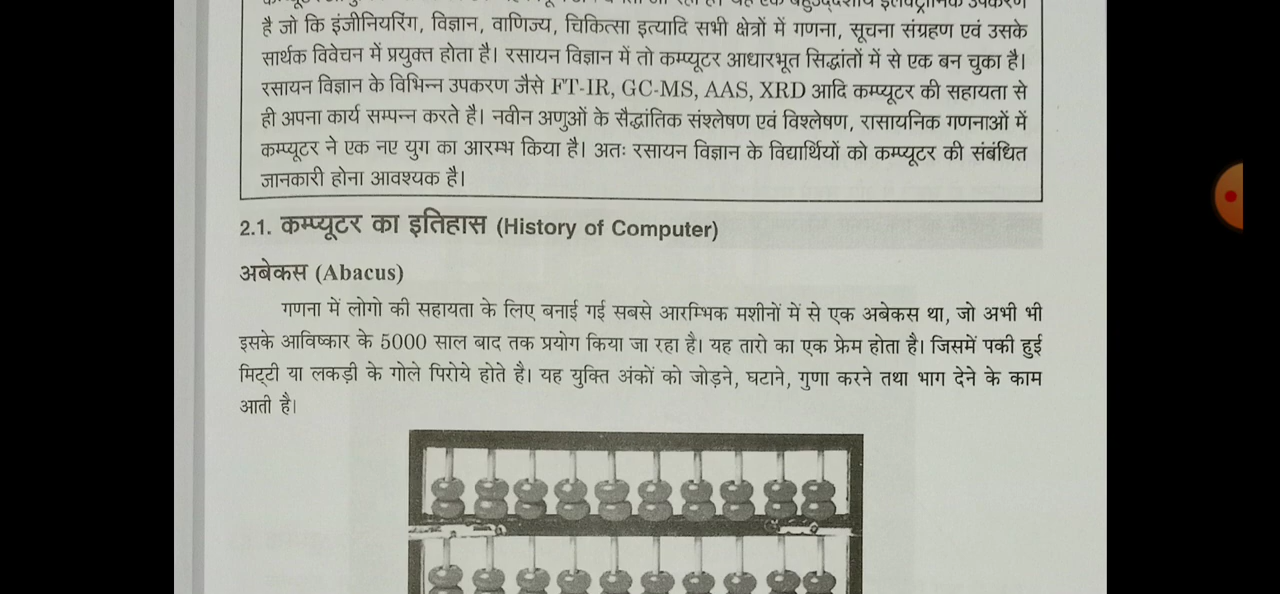 है जो कि इंजीनियरिंग, विज्ञान, वाणिज्य, चिकित्सा इत्यादि सभी क्षेत्रों में गणना, सूचना संग्रहण एवं उसके
सार्थक विवेचन में प्रयुक्त होता है। रसायन विज्ञान में तो कम्प्यूटर आधारभूत सिद्धांतों में से एक बन चुका है।
रसायन विज्ञान के विभिन्न उपकरण जैसे FT-IR, GC-MS, AAS, XRD आदि कम्प्यूटर की सहायता से
ही अपना कार्य सम्पन्न करते है। नवीन अणुओं के सैद्धांतिक संश्लेषण एवं विश्लेषण, रासायनिक गणनाओं में
कम्प्यूटर ने एक नए युग का आरम्भ किया है। अतः रसायन विज्ञान के विद्यार्थियों को कम्प्यूटर की संबंधित
जानकारी होना आवश्यक है।
2.1. कम्प्यूटर का इतिहास (History of Computer)
अबेकस (Abacus)
गणना में लोगो की सहायता के लिए बनाई गई सबसे आरम्भिक मशीनों में से एक अबेकस था, जो अभी भी
इसके आविष्कार के 5000 साल बाद तक प्रयोग किया जा रहा है। यह तारो का एक फ्रेम होता है। जिसमें पकी हुई
मिट्टी या लकड़ी के गोले पिरोये होते है। यह युक्ति अंकों को जोड़ने, घटाने, गुणा करने तथा भाग देने के काम
आती है।